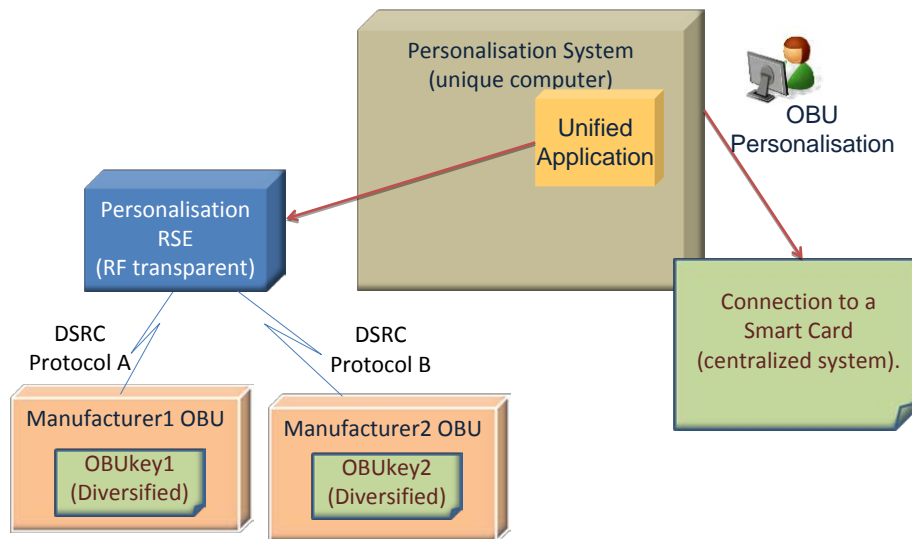 Personalisation System
(unique computer)
Unified
Application
OBU
Personalisation
Personalisation
RSE
(RF transparent)
Connection to a
Smart Card
(centralized system).
DSRC
Protocol A
DSRC
Protocol B
Manufacturer1 OBU
OBUkey1
(Diversified)
Manufacturer2 OBU
OBUkey2
(Diversified)